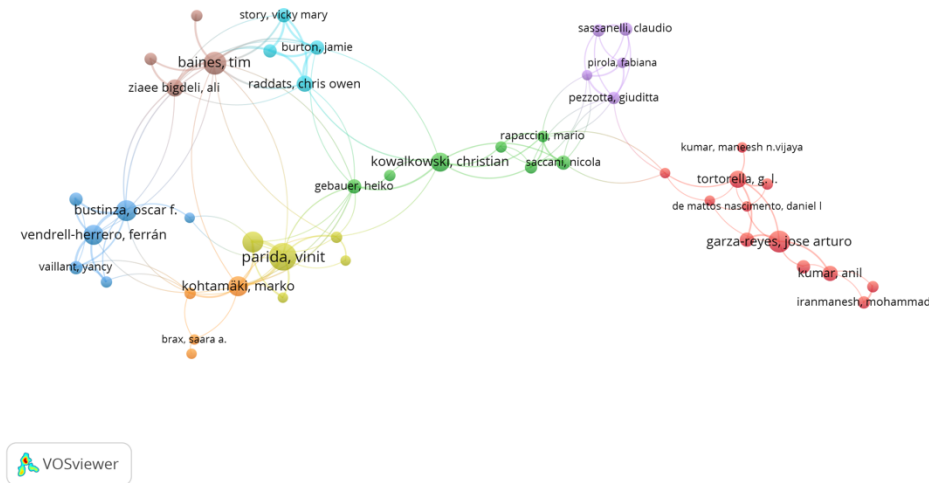 story, vicky mary
sassanelli, claudio
burton, jamie
baines, tim
pirola, fabiana
raddats, chris owen
ziaee bigdeli, ali
pezzotta, giuditta
rapaccini, mario
kumar, maneesh n.vijaya
kowalkowski, christian
saccani, nicola
tortorella, g. l.
gebauer, heiko
de mattos nascimento, daniel l
bustinza, oscar f.
vendrell-herrero, ferrán
garza-reyes, jose arturo
parida, vinit
vaillant, yancy
kumar, anil
kohtamäki, marko
iranmanesh, mohammad
brax, saara a.
VOSviewer